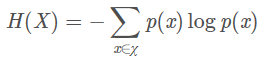 H(X) = − ∑_{x∈χ} p(x) log p(x)